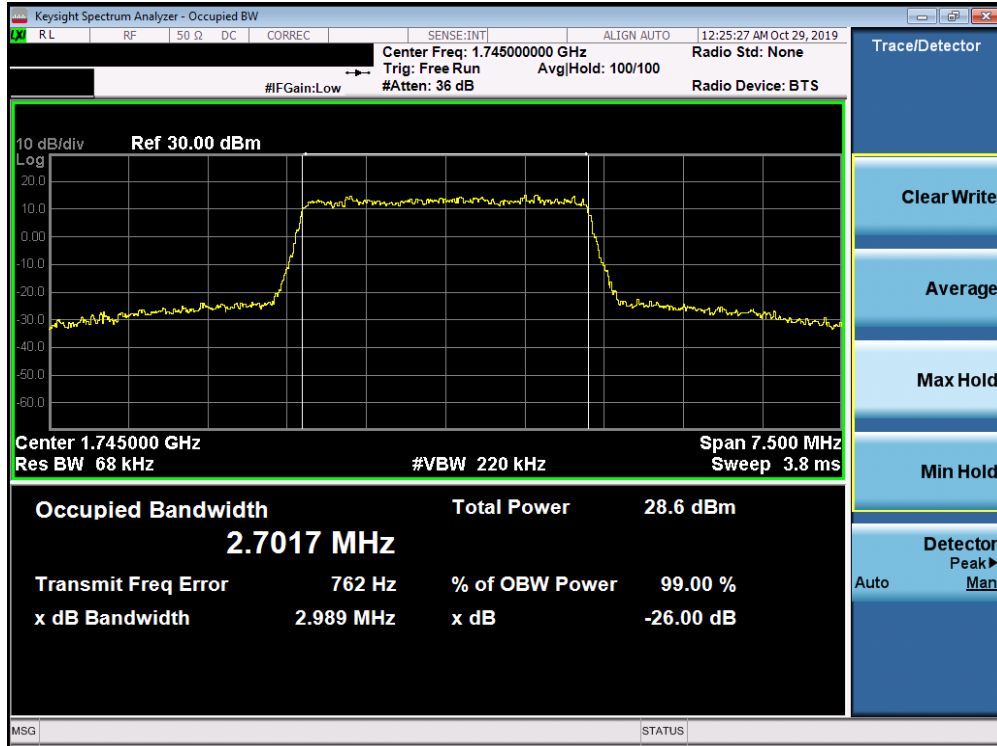 Keysight Spectrum Analyzer - Occupied BW
LXI RL RF 50 Ω DC CORREC SENSE:INT ALIGN AUTO 12:25:27 AM Oct 29, 2019
Center Freq: 1.745000000 GHz Radio Std: None
Trig: Free Run Avg|Hold: 100/100
#IFGain:Low #Atten: 36 dB Radio Device: BTS
10 dB/div Ref 30.00 dBm
Log
20.0
10.0
0.00
-10.0
-20.0
-30.0
-40.0
-50.0
-60.0
Center 1.745000 GHz Span 7.500 MHz
Res BW 68 kHz #VBW 220 kHz Sweep 3.8 ms
Occupied Bandwidth Total Power 28.6 dBm
2.7017 MHz
Transmit Freq Error 762 Hz % of OBW Power 99.00 %
x dB Bandwidth 2.989 MHz x dB -26.00 dB
MSG STATUS
Trace/Detector
Clear Write
Average
Max Hold
Min Hold
Detector
Peak▶
Auto Man